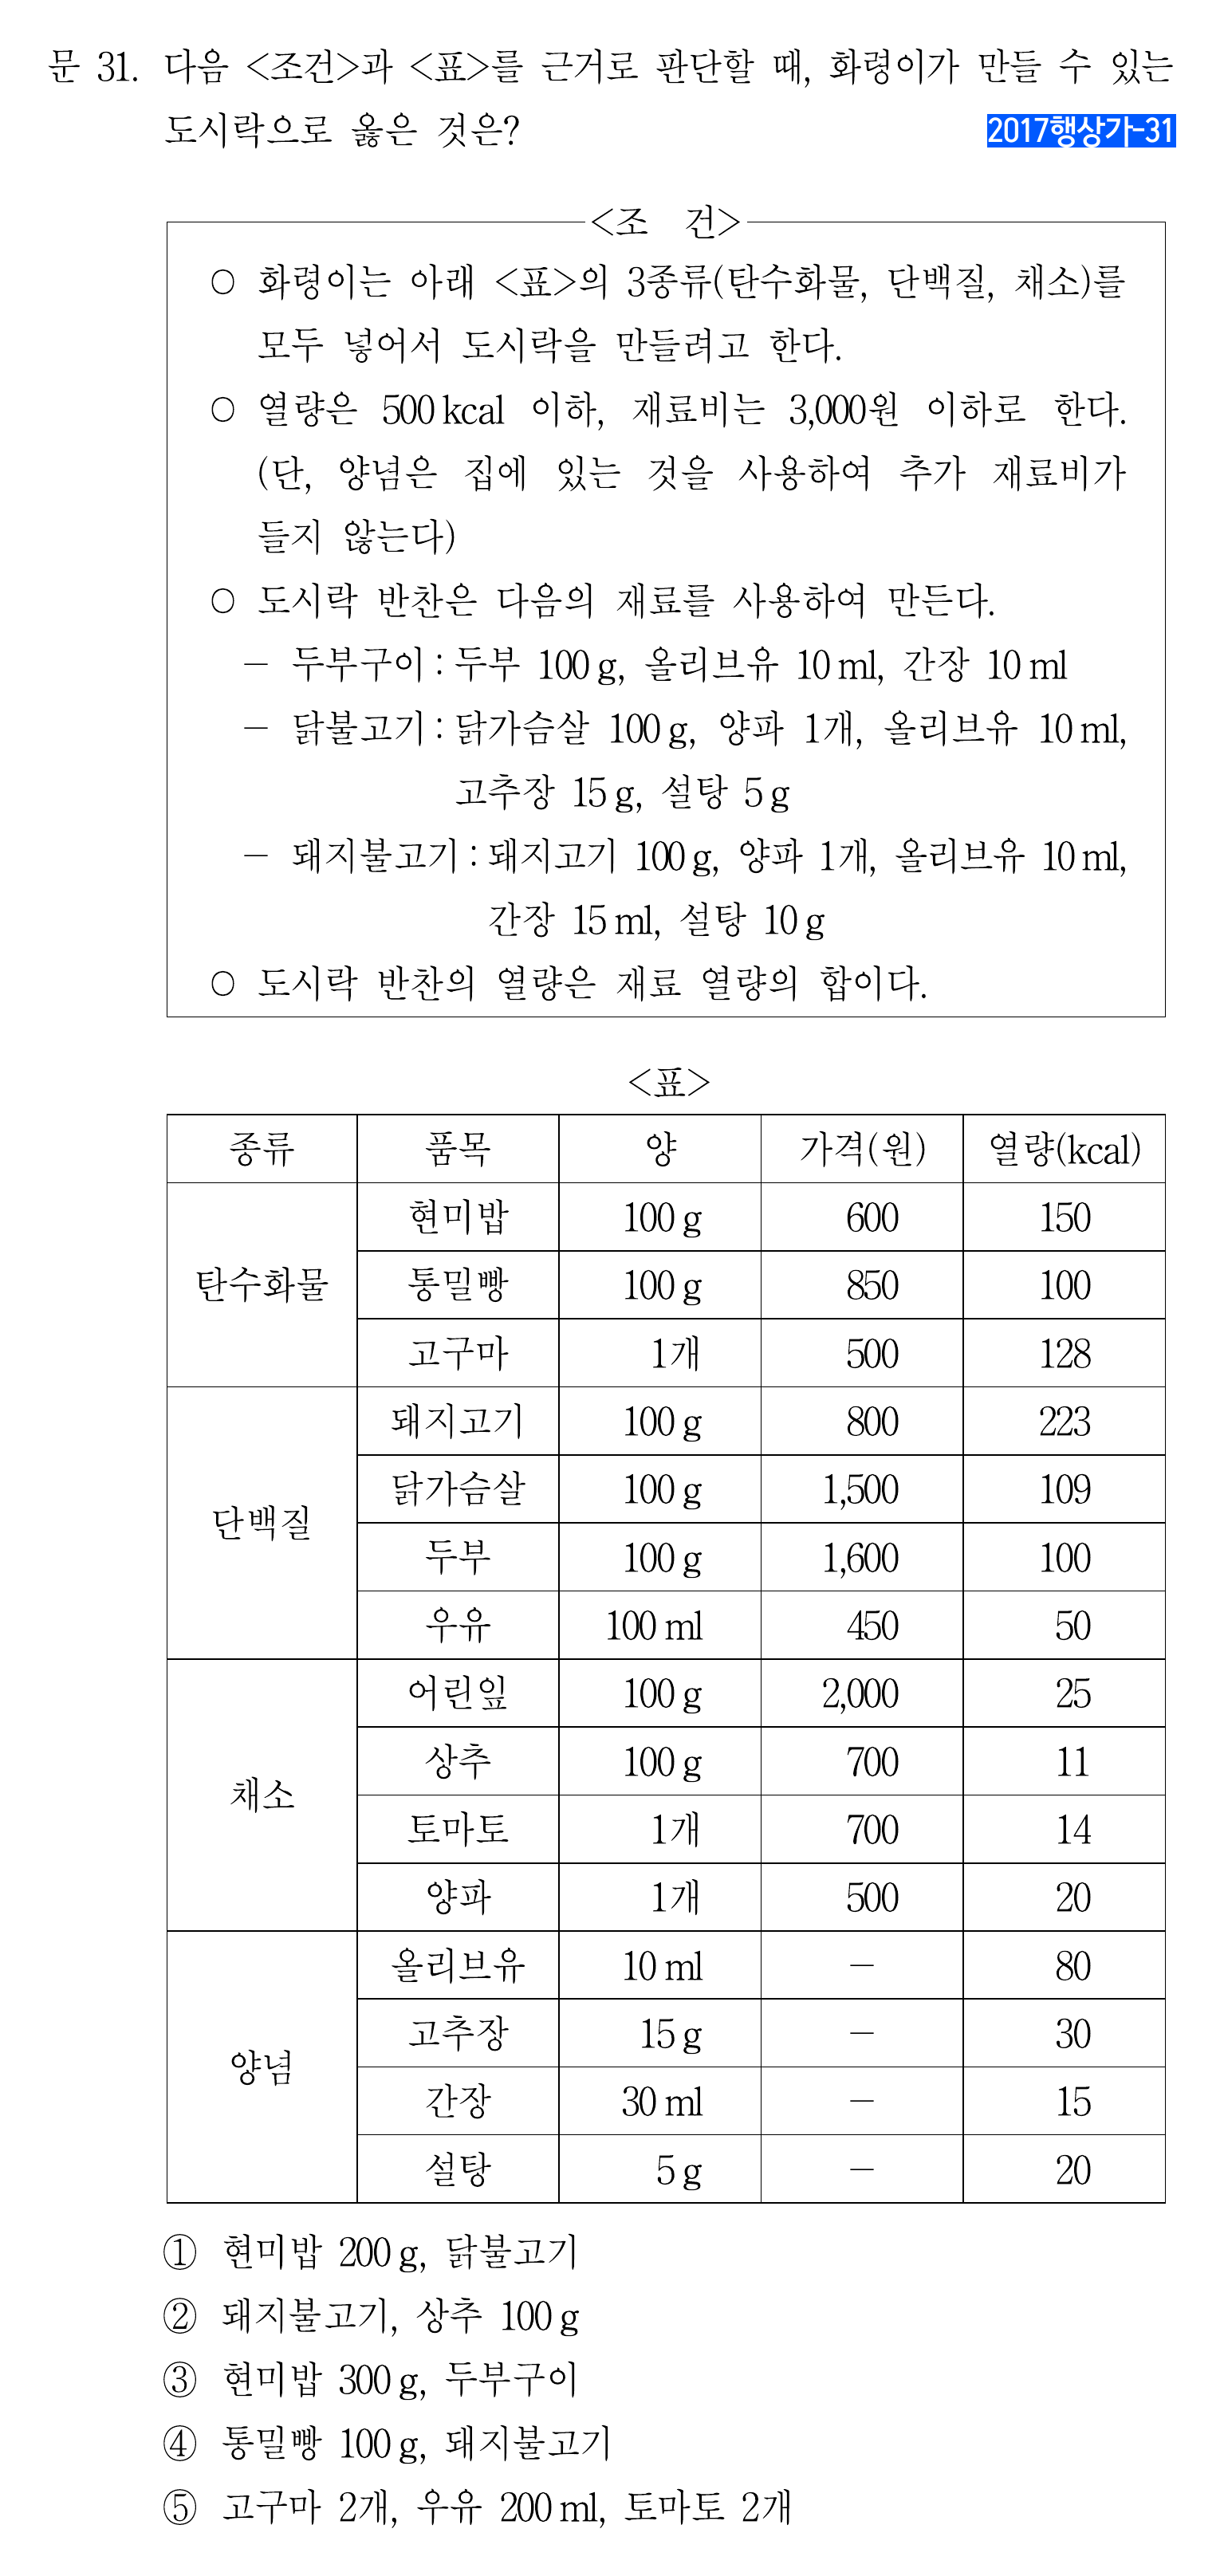 문 31. 다음 <조건>과 <표>를 근거로 판단할 때, 화령이가 만들 수 있는
도시락으로 옳은 것은?
2017행상가-31
<조 건>
○ 화령이는 아래 <표>의 3종류(탄수화물, 단백질, 채소)를
모두 넣어서 도시락을 만들려고 한다.
○ 열량은 500 kcal 이하, 재료비는 3,000원 이하로 한다.
(단, 양념은 집에 있는 것을 사용하여 추가 재료비가
들지 않는다)
○ 도시락 반찬은 다음의 재료를 사용하여 만든다.
- 두부구이 : 두부 100 g, 올리브유 10 ml, 간장 10 ml
- 닭불고기 : 닭가슴살 100 g, 양파 1개, 올리브유 10 ml,
고추장 15 g, 설탕 5 g
- 돼지불고기 : 돼지고기 100 g, 양파 1개, 올리브유 10 ml,
간장 15 ml, 설탕 10 g
○ 도시락 반찬의 열량은 재료 열량의 합이다.
<표>
종류 품목 양 가격(원) 열량(kcal)
탄수화물 현미밥 100 g 600 150
통밀빵 100 g 850 100
고구마 1개 500 128
단백질 돼지고기 100 g 800 223
닭가슴살 100 g 1,500 109
두부 100 g 1,600 100
우유 100 ml 450 50
채소 어린잎 100 g 2,000 25
상추 100 g 700 11
토마토 1개 700 14
양파 1개 500 20
양념 올리브유 10 ml - 80
고추장 15 g - 30
간장 30 ml - 15
설탕 5 g - 20
① 현미밥 200 g, 닭불고기
② 돼지불고기, 상추 100 g
③ 현미밥 300 g, 두부구이
④ 통밀빵 100 g, 돼지불고기
⑤ 고구마 2개, 우유 200 ml, 토마토 2개